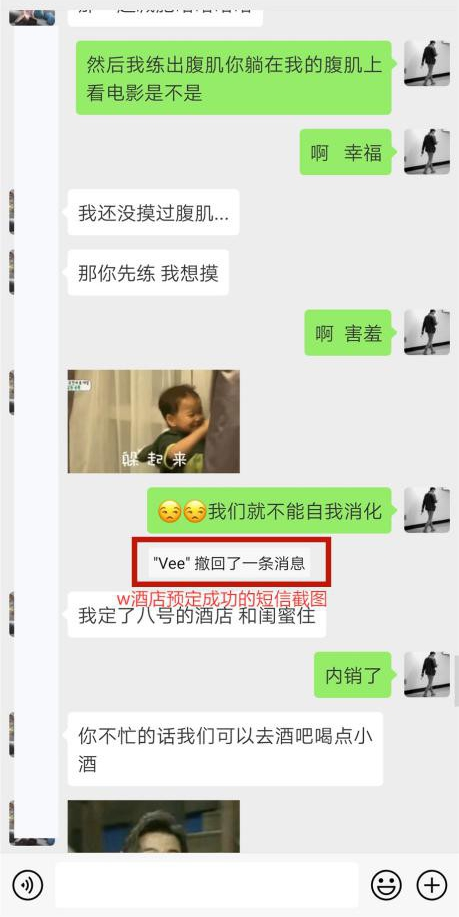 然后我练出腹肌你躺在我的腹肌上
看电影是不是
啊 幸福
我还没摸过腹肌...
那你先练 我想摸
啊 害羞
躲起来
😒😒我们就不能自我消化
"Vee" 撤回了一条消息
w酒店预定成功的短信截图
我定了八号的酒店 和闺蜜住
内销了
你不忙的话我们可以去酒吧喝点小
酒